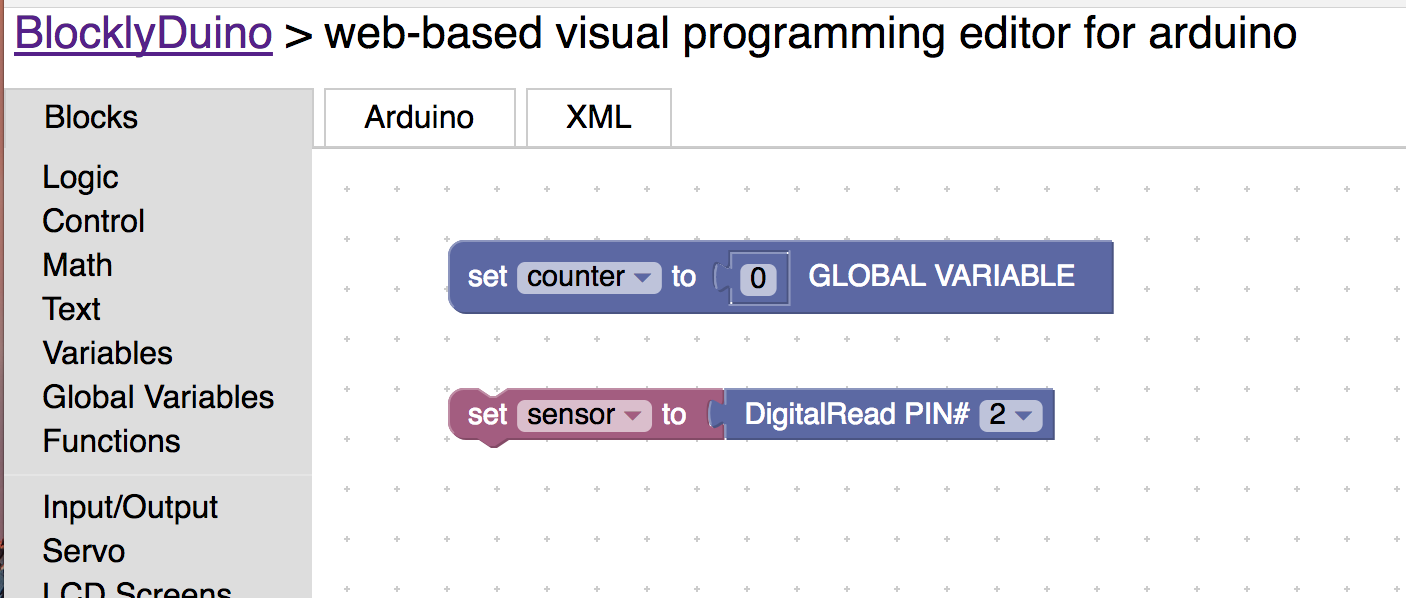 BlocklyDuino > web-based visual programming editor for arduino
Blocks
Arduino
XML
Logic
Control
Math
Text
Variables
Global Variables
Functions
Input/Output
Servo
LCD Screens
set counter to 0 GLOBAL VARIABLE
set sensor to DigitalRead PIN# 2